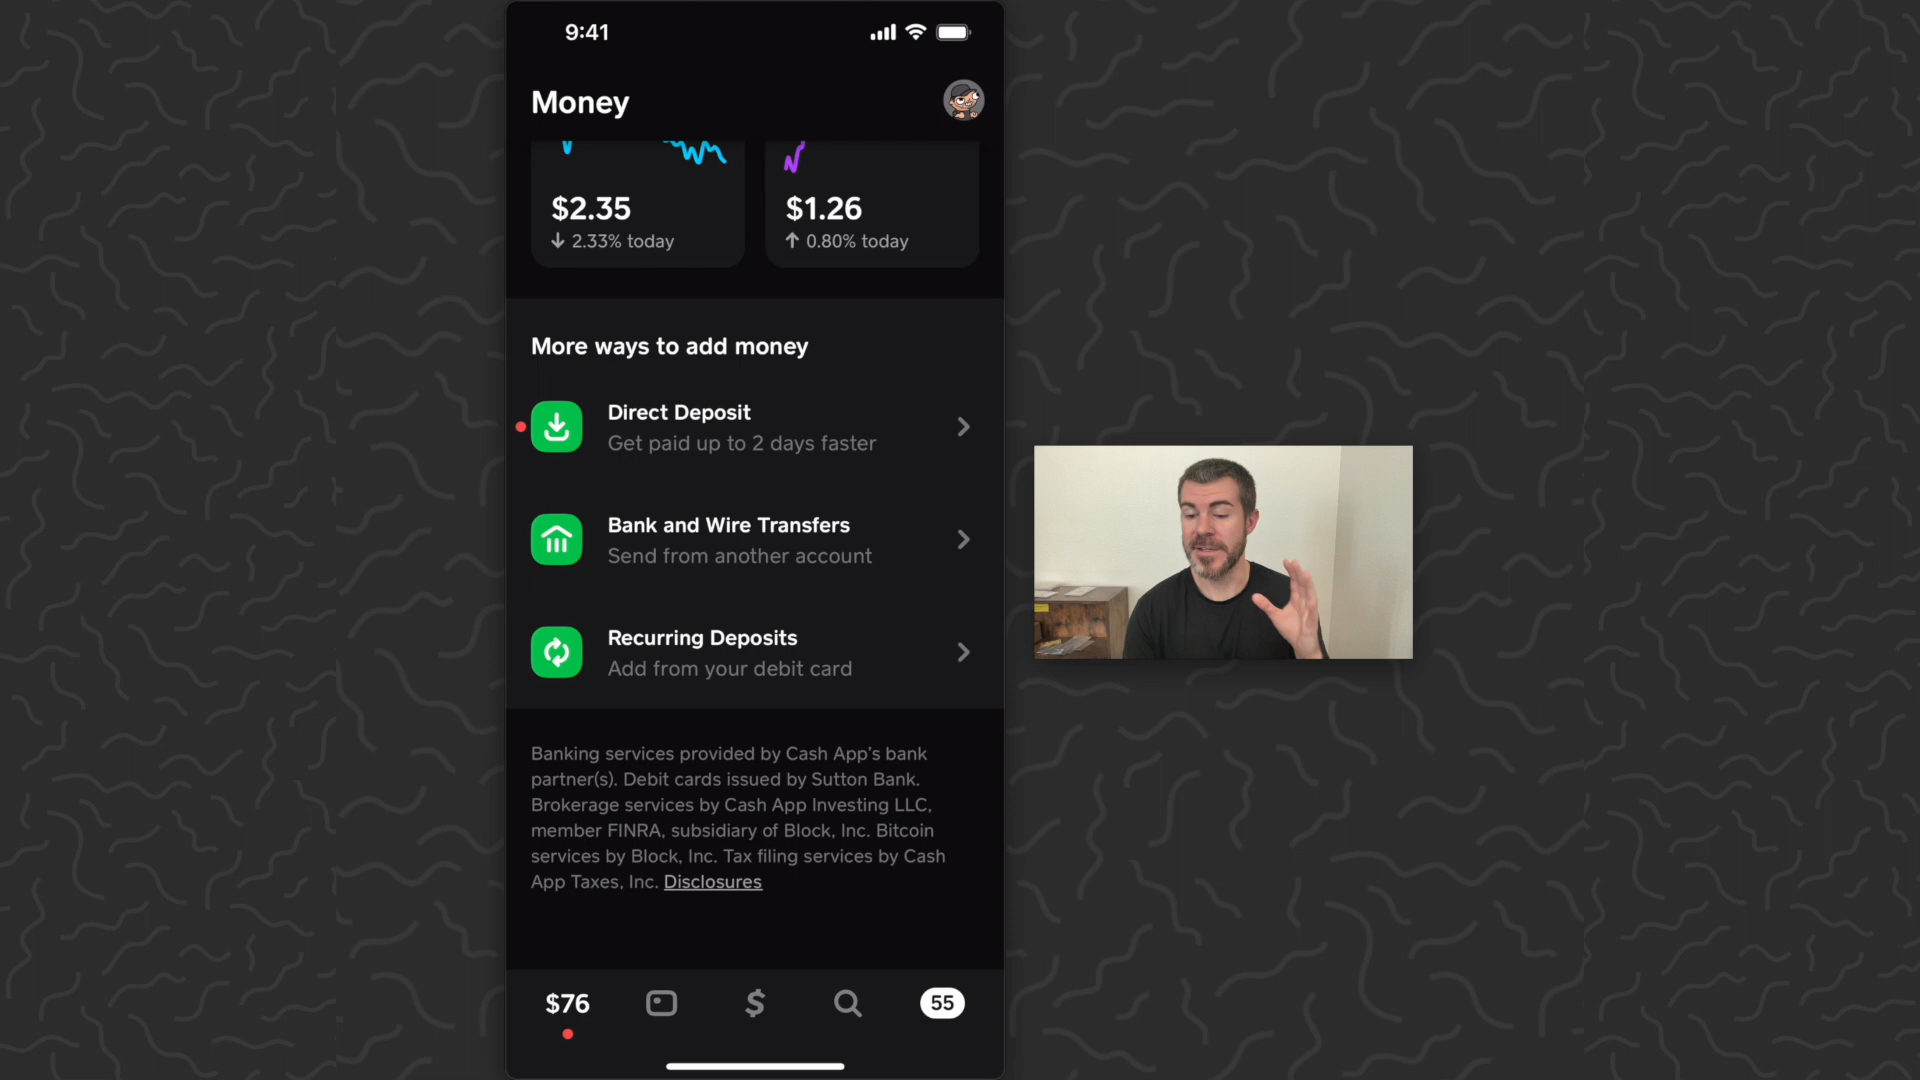 9:41
Money
$2.35
↓ 2.33% today
$1.26
↑ 0.80% today
More ways to add money
Direct Deposit
Get paid up to 2 days faster
Bank and Wire Transfers
Send from another account
Recurring Deposits
Add from your debit card
Banking services provided by Cash App’s bank
partner(s). Debit cards issued by Sutton Bank.
Brokerage services by Cash App Investing LLC,
member FINRA, subsidiary of Block, Inc. Bitcoin
services by Block, Inc. Tax filing services by Cash
App Taxes, Inc. Disclosures
$76
$
55